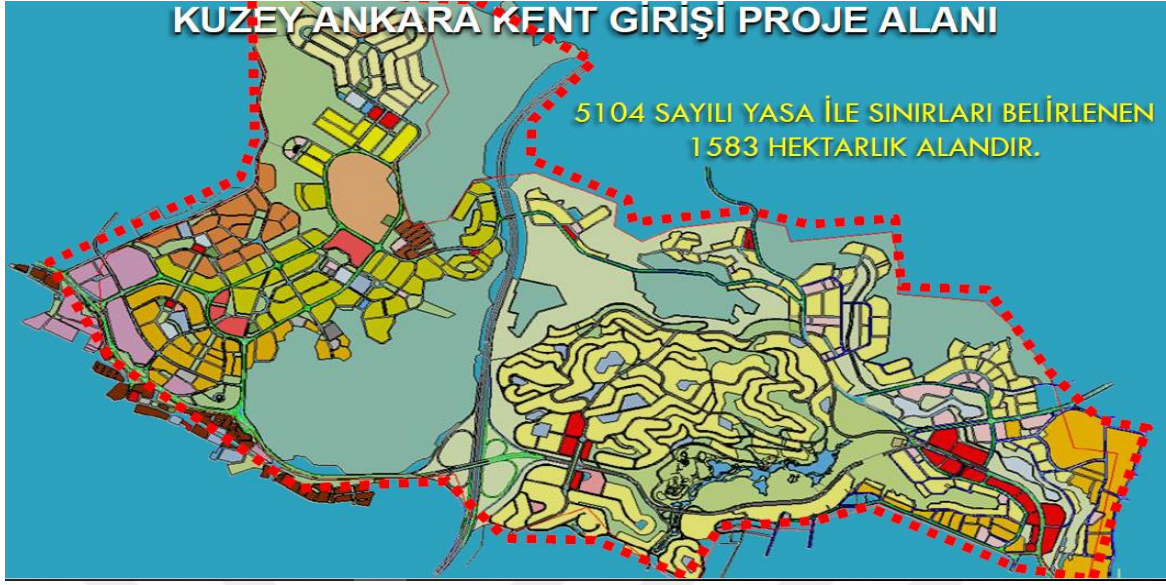 KUZEY ANKARA KENT GİRİŞİ PROJE ALANI
5104 SAYILI YASA İLE SINIRLARI BELİRLENEN
1583 HEKTARLIK ALANDIR.